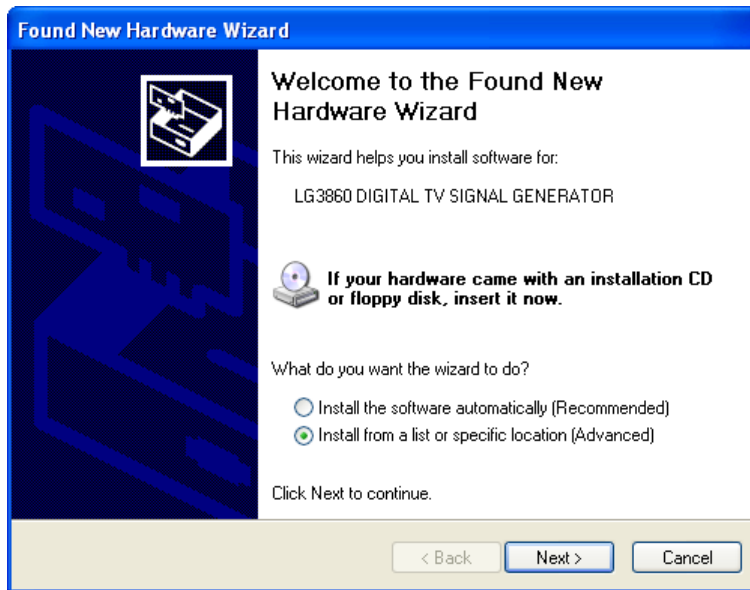 Found New Hardware Wizard
Welcome to the Found New
Hardware Wizard
This wizard helps you install software for:
LG3860 DIGITAL TV SIGNAL GENERATOR
If your hardware came with an installation CD
or floppy disk, insert it now.
What do you want the wizard to do?
Install the software automatically (Recommended)
Install from a list or specific location (Advanced)
Click Next to continue.
< Back
Next >
Cancel